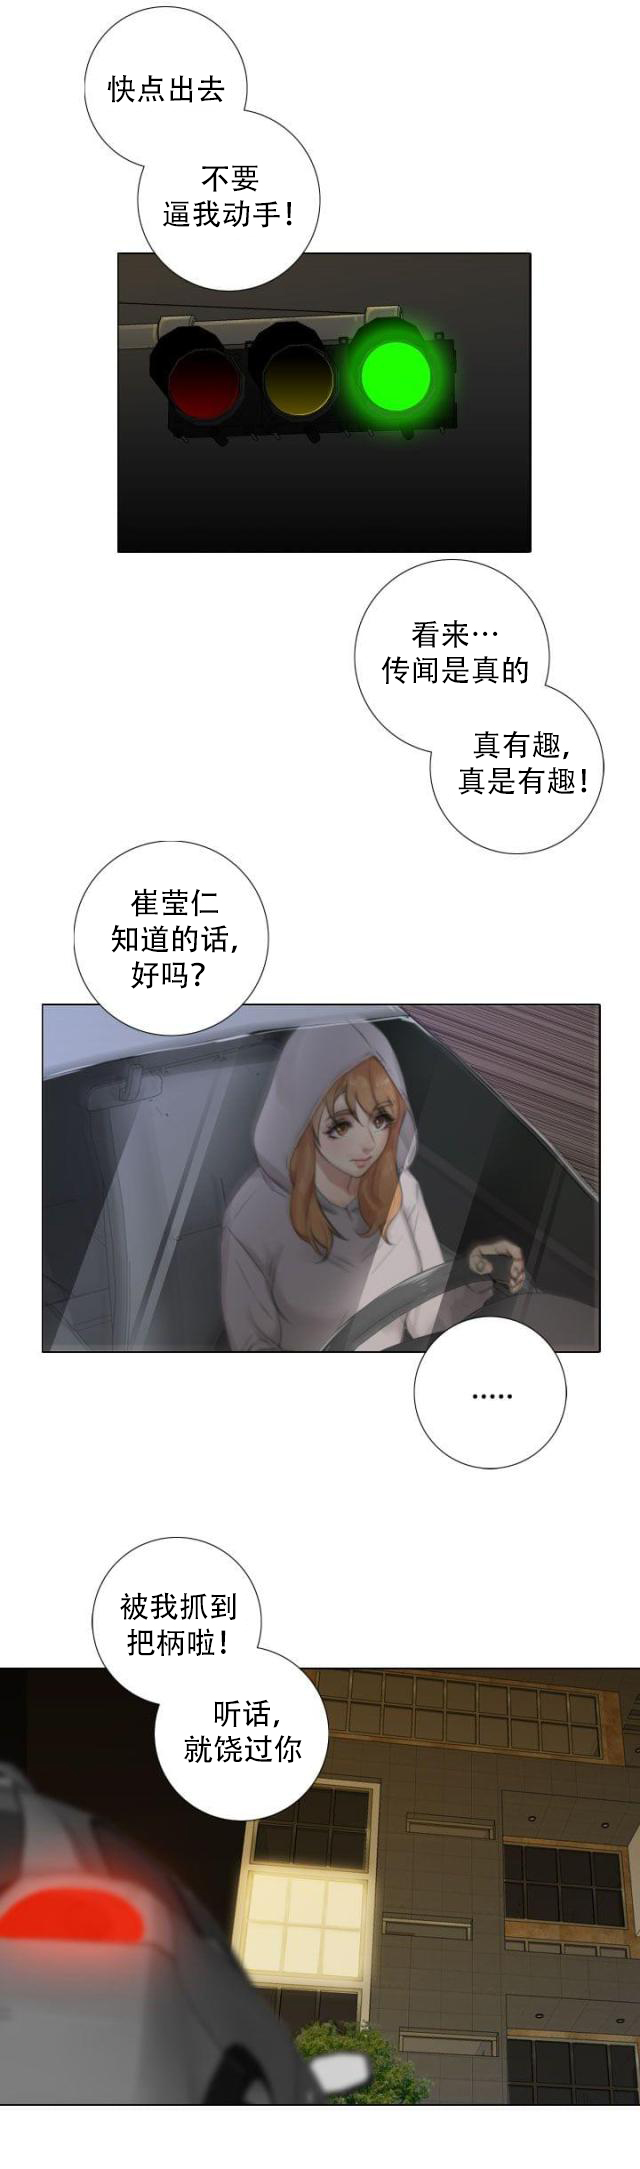 快点出去
不要
逼我动手！
看来…
传闻是真的
真有趣，
真是有趣！
崔莹仁
知道的话，
好吗？
.....
被我抓到
把柄啦！
听话，
就饶过你